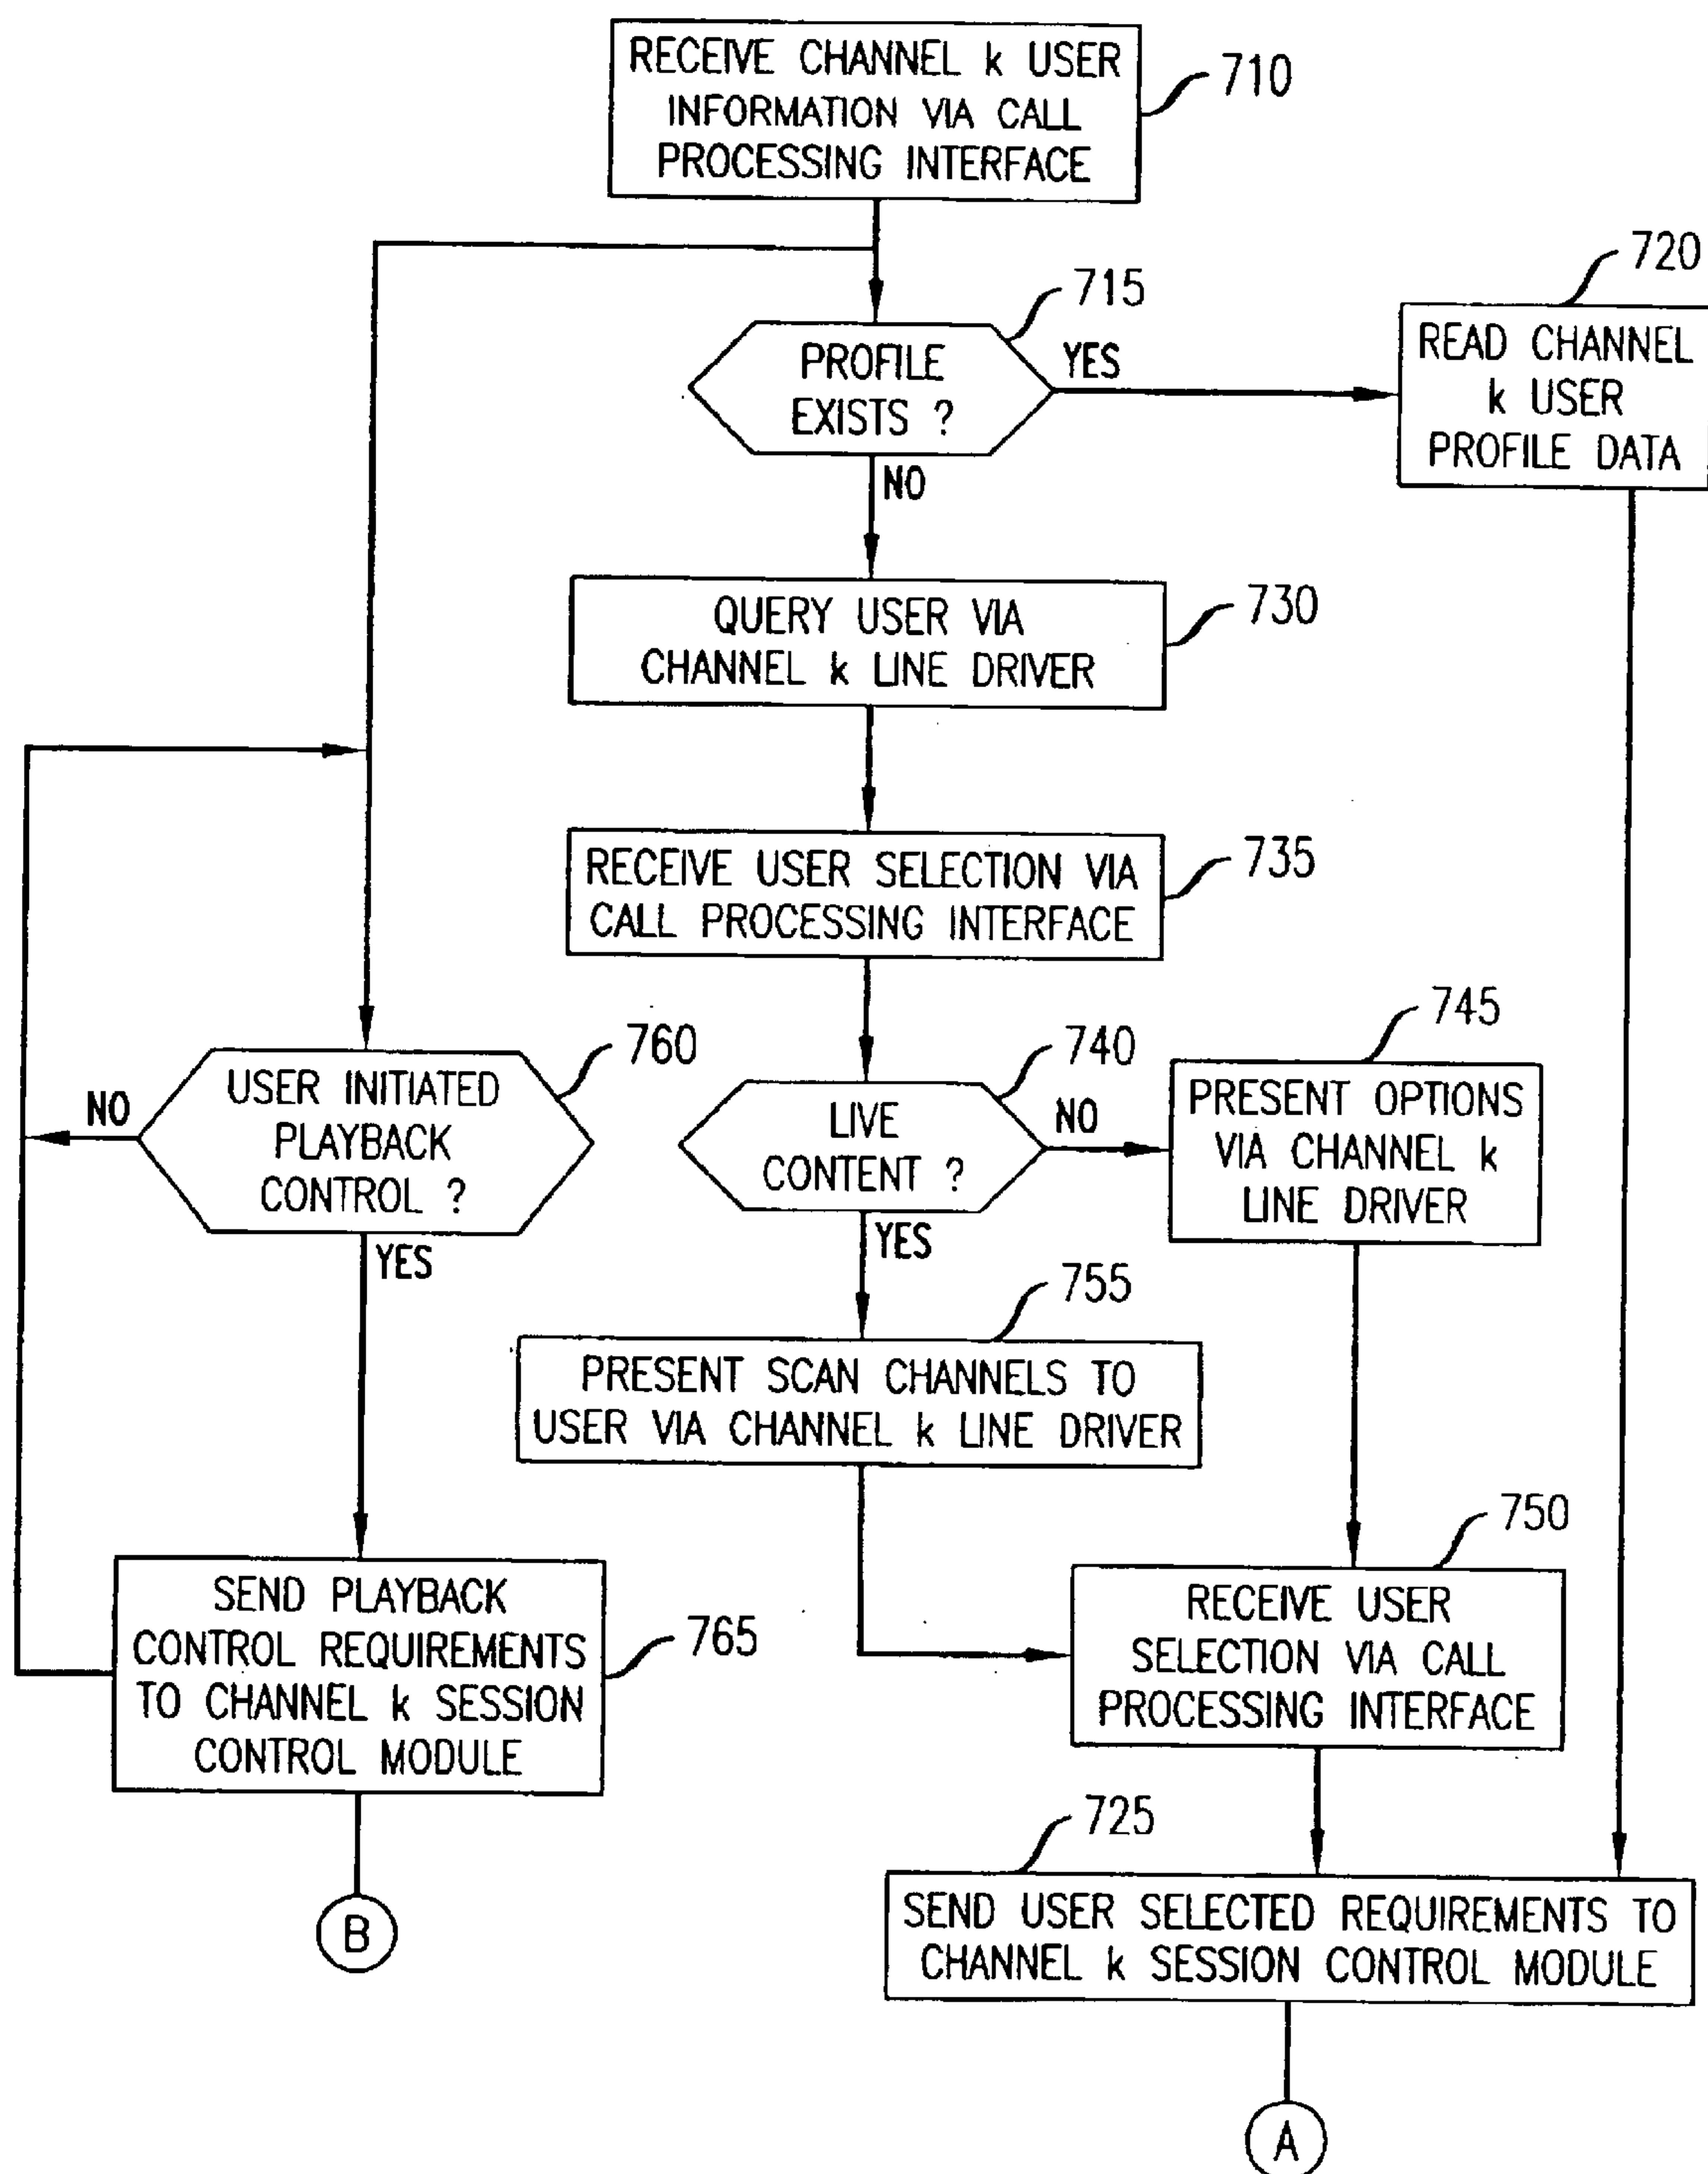 RECEIVE CHANNEL k USER
INFORMATION VIA CALL
PROCESSING INTERFACE
710
720
715
PROFILE
EXISTS ?
YES
NO
READ CHANNEL
k USER
PROFILE DATA
QUERY USER VIA
CHANNEL k LINE DRIVER
730
RECEIVE USER SELECTION VIA
CALL PROCESSING INTERFACE
735
760
USER INITIATED
PLAYBACK
CONTROL ?
NO
YES
740
LIVE
CONTENT ?
NO
YES
745
PRESENT OPTIONS
VIA CHANNEL k
LINE DRIVER
755
PRESENT SCAN CHANNELS TO
USER VIA CHANNEL k LINE DRIVER
750
RECEIVE USER
SELECTION VIA CALL
PROCESSING INTERFACE
SEND PLAYBACK
CONTROL REQUIREMENTS
TO CHANNEL k SESSION
CONTROL MODULE
765
725
SEND USER SELECTED REQUIREMENTS TO
CHANNEL k SESSION CONTROL MODULE
B
A